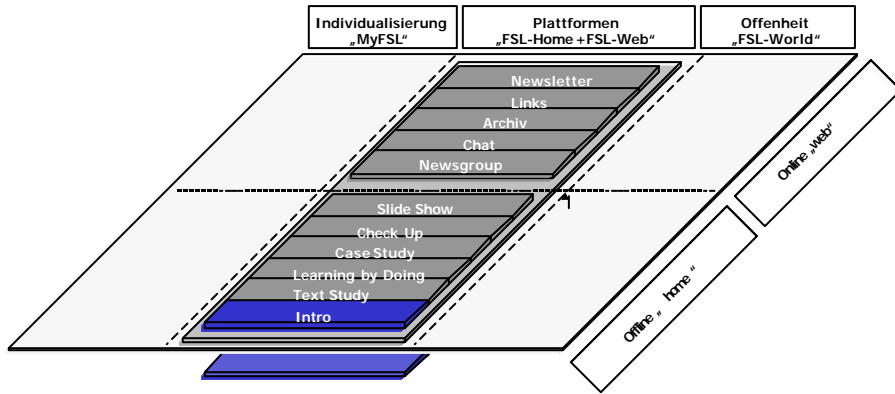 Individualisierung
„MyFSL“
Plattformen
„FSL-Home+FSL-Web“
Offenheit
„FSL-World“
Newsletter
Links
Archiv
Chat
Newsgroup
Slide Show
Check Up
Case Study
Learning by Doing
Text Study
Intro
Online „web“
Offline „ home“